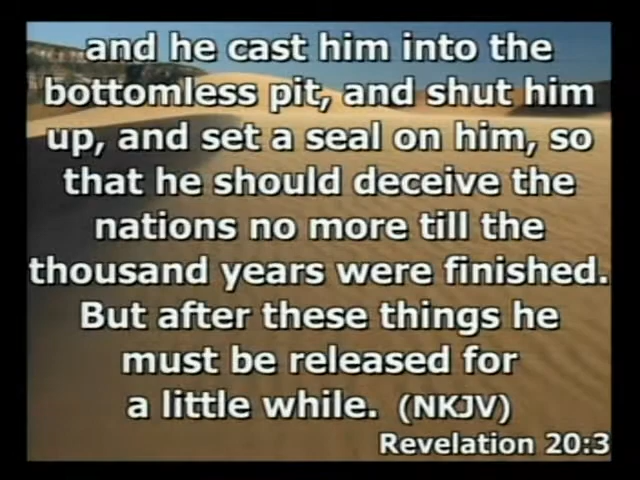 and he cast him into the
bottomless pit, and shut him
up, and set a seal on him, so
that he should deceive the
nations no more till the
thousand years were finished.
But after these things he
must be released for
a little while. (NKJV)
Revelation 20:3